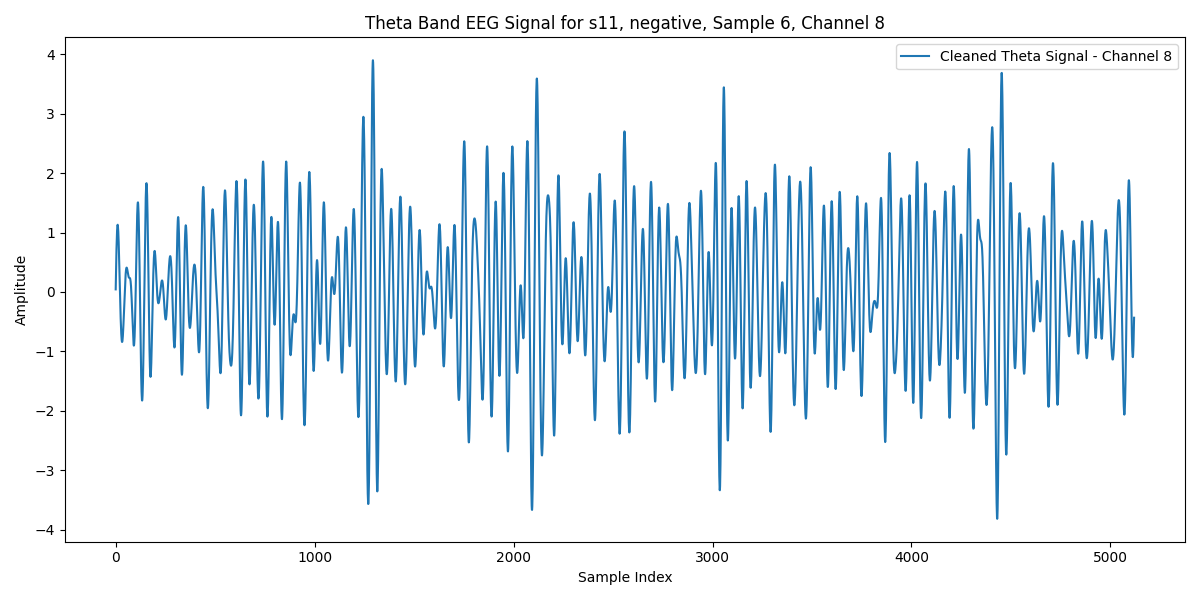 Theta Band EEG Signal for s11, negative, Sample 6, Channel 8
Cleaned Theta Signal - Channel 8
Amplitude
4
3
2
1
0
−1
−2
−3
−4
0 1000 2000 3000 4000 5000
Sample Index